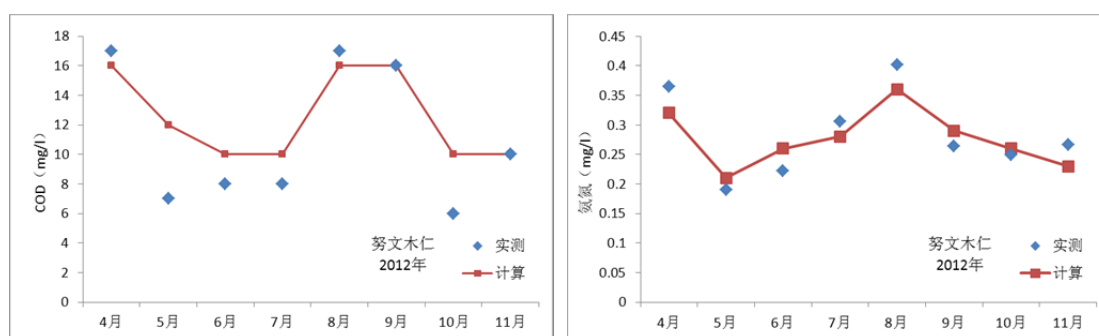 18
16
14
12
10
8
6
4
2
0
COD（mg/l）
4月 5月 6月 7月 8月 9月 10月 11月
努文木仁
2012年
实测
计算
0.45
0.4
0.35
0.3
0.25
0.2
0.15
0.1
0.05
0
氨氮（mg/l）
4月 5月 6月 7月 8月 9月 10月 11月
努文木仁
2012年
实测
计算